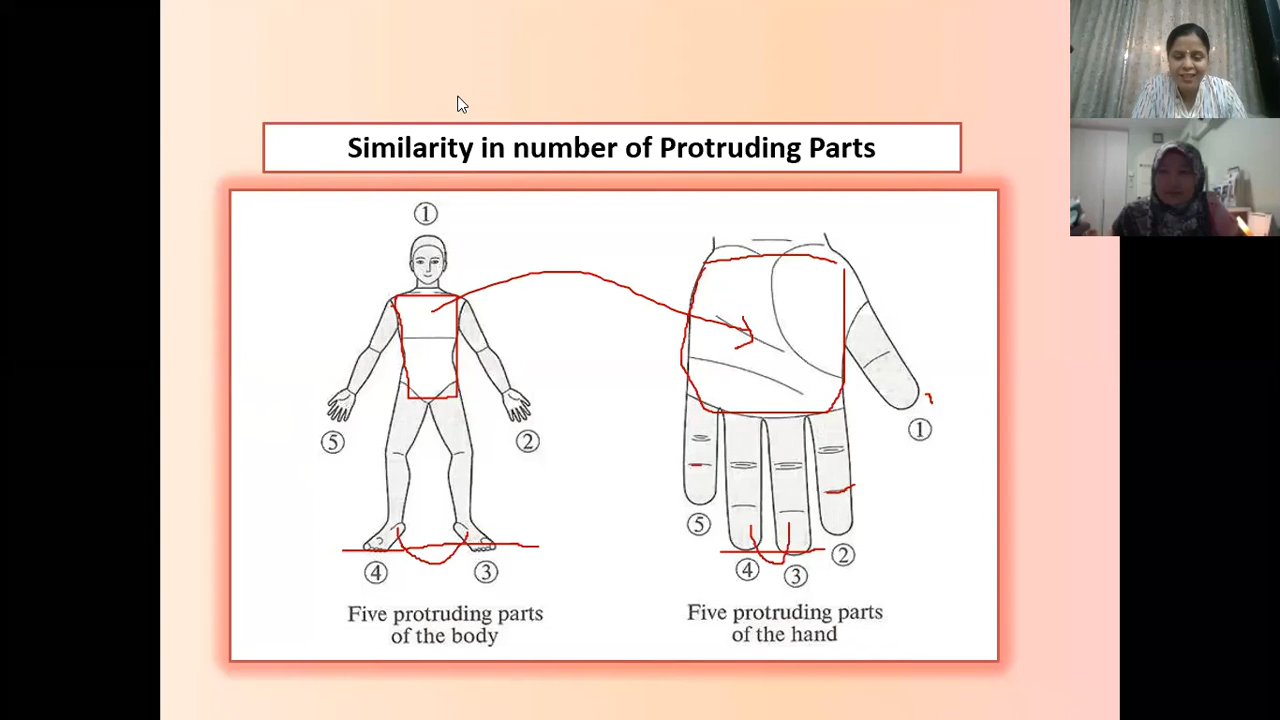 Similarity in number of Protruding Parts
①
⑤
②
④
③
Five protruding parts
of the body
①
⑤
②
④
③
Five protruding parts
of the hand